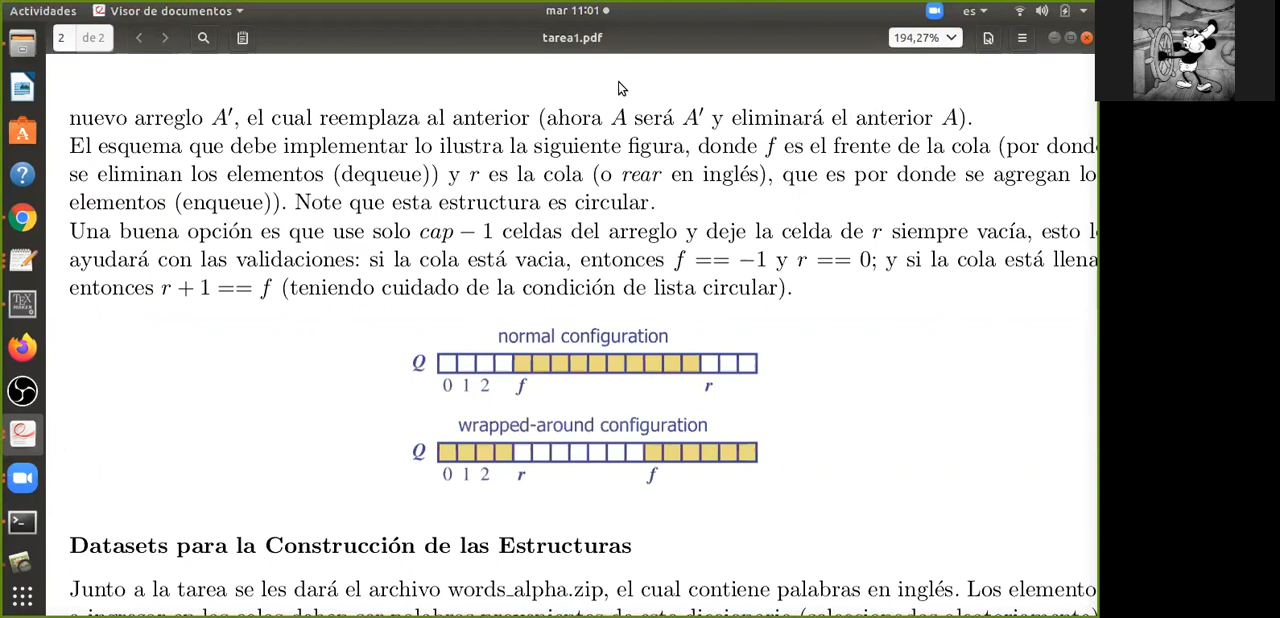 Actividades Visor de documentos mar 11:01 es
2 de 2 tarea1.pdf 194,27%
nuevo arreglo A′, el cual reemplaza al anterior (ahora A será A′ y eliminará el anterior A).
El esquema que debe implementar lo ilustra la siguiente figura, donde f es el frente de la cola (por dond
se eliminan los elementos (dequeue)) y r es la cola (o rear en inglés), que es por donde se agregan lo
elementos (enqueue)). Note que esta estructura es circular.
Una buena opción es que use solo cap − 1 celdas del arreglo y deje la celda de r siempre vacía, esto l
ayudará con las validaciones: si la cola está vacia, entonces f == −1 y r == 0; y si la cola está llena
entonces r + 1 == f (teniendo cuidado de la condición de lista circular).
normal configuration
Q
0 1 2 f r
wrapped-around configuration
Q
0 1 2 r f
Datasets para la Construcción de las Estructuras
Junto a la tarea se les dará el archivo words_alpha.zip, el cual contiene palabras en inglés. Los elemento